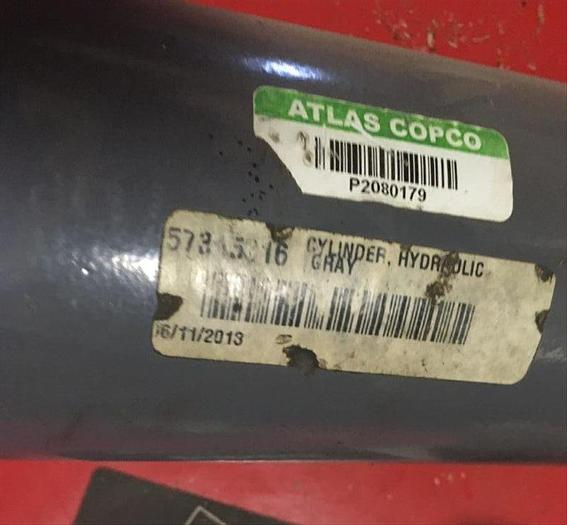 ATLAS COPCO
P2080179
CYLINDER, HYDRAULIC
GRAY
6/11/2013